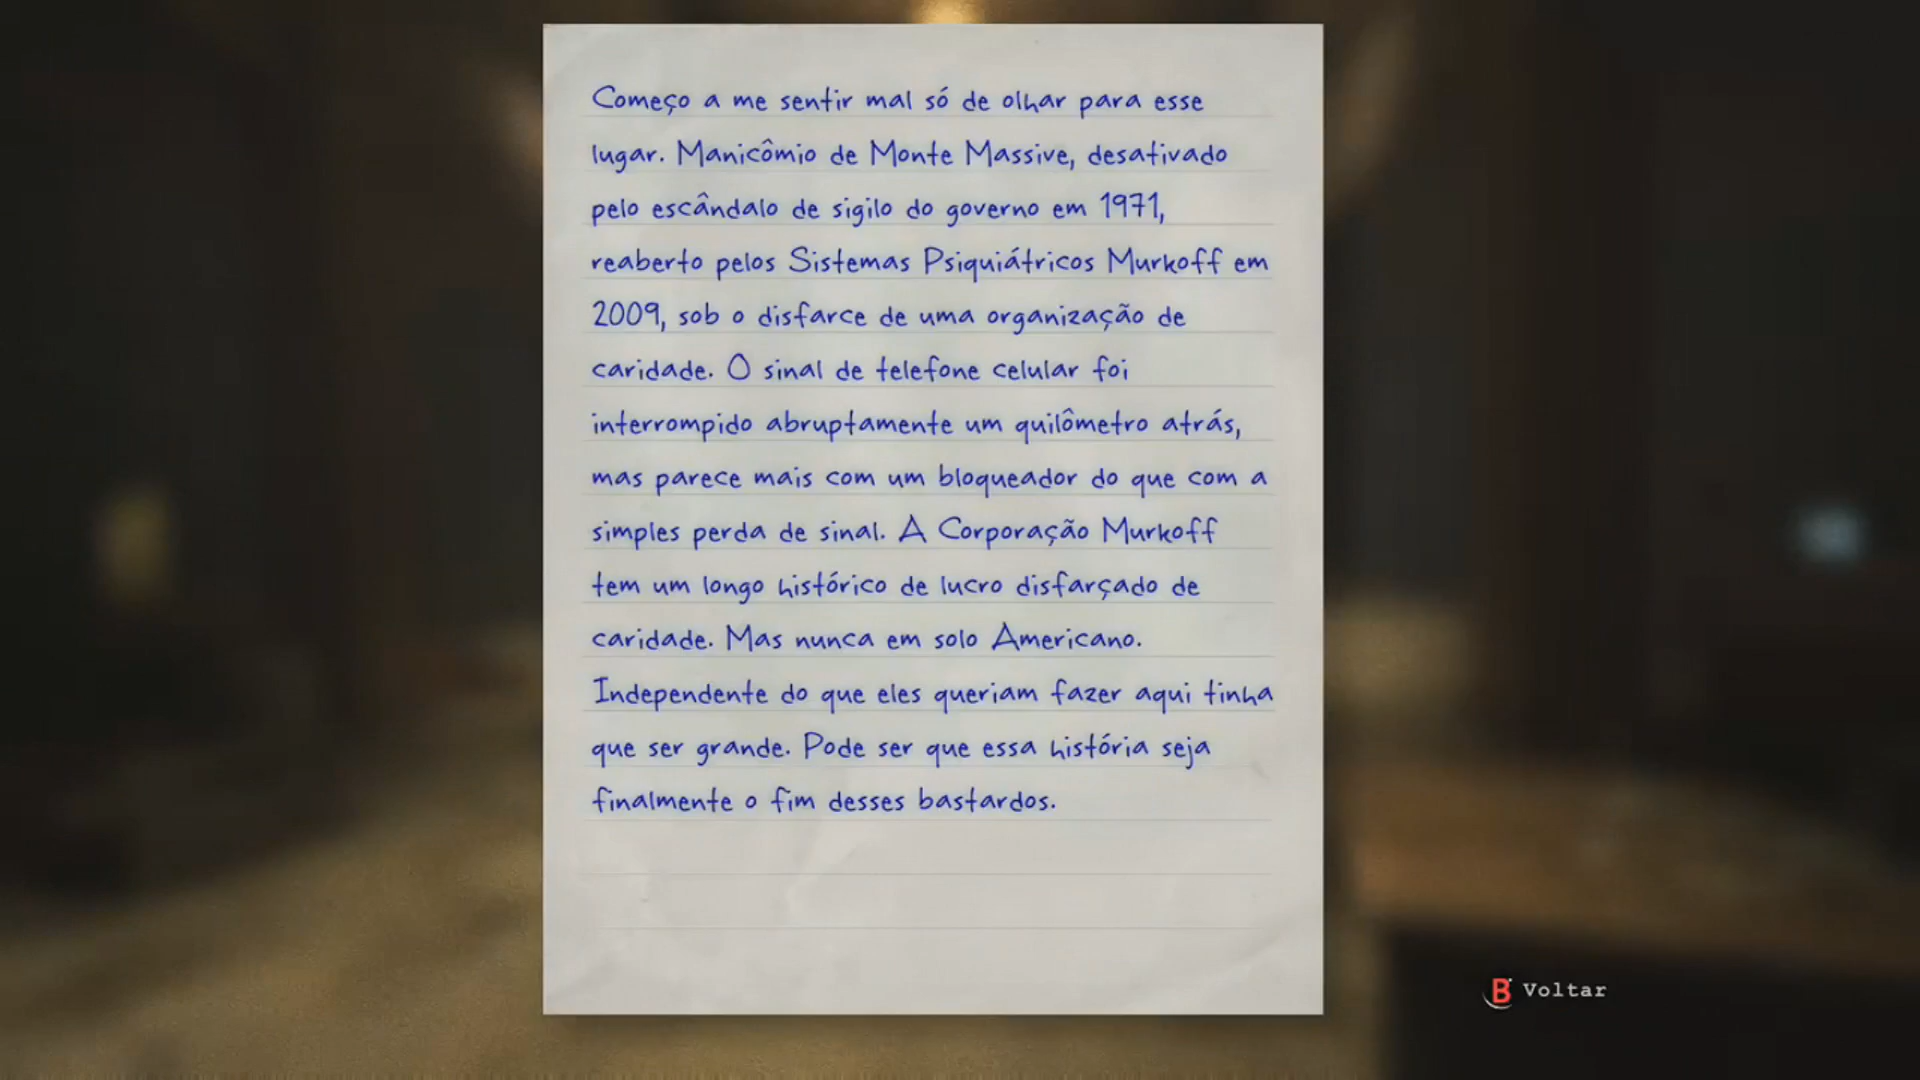 Começo a me sentir mal só de olhar para esse
lugar. Manicômio de Monte Massive, desativado
pelo escândalo de sigilo do governo em 1971,
reaberto pelos Sistemas Psiquiátricos Murkoff em
2009, sob o disfarce de uma organização de
caridade. O sinal de telefone celular foi
interrompido abruptamente um quilômetro atrás,
mas parece mais com um bloqueador do que com a
simples perda de sinal. A Corporação Murkoff
tem um longo histórico de lucro disfarçado de
caridade. Mas nunca em solo Americano.
Independente do que eles queriam fazer aqui tinha
que ser grande. Pode ser que essa história seja
finalmente o fim desses bastardos.
B Voltar